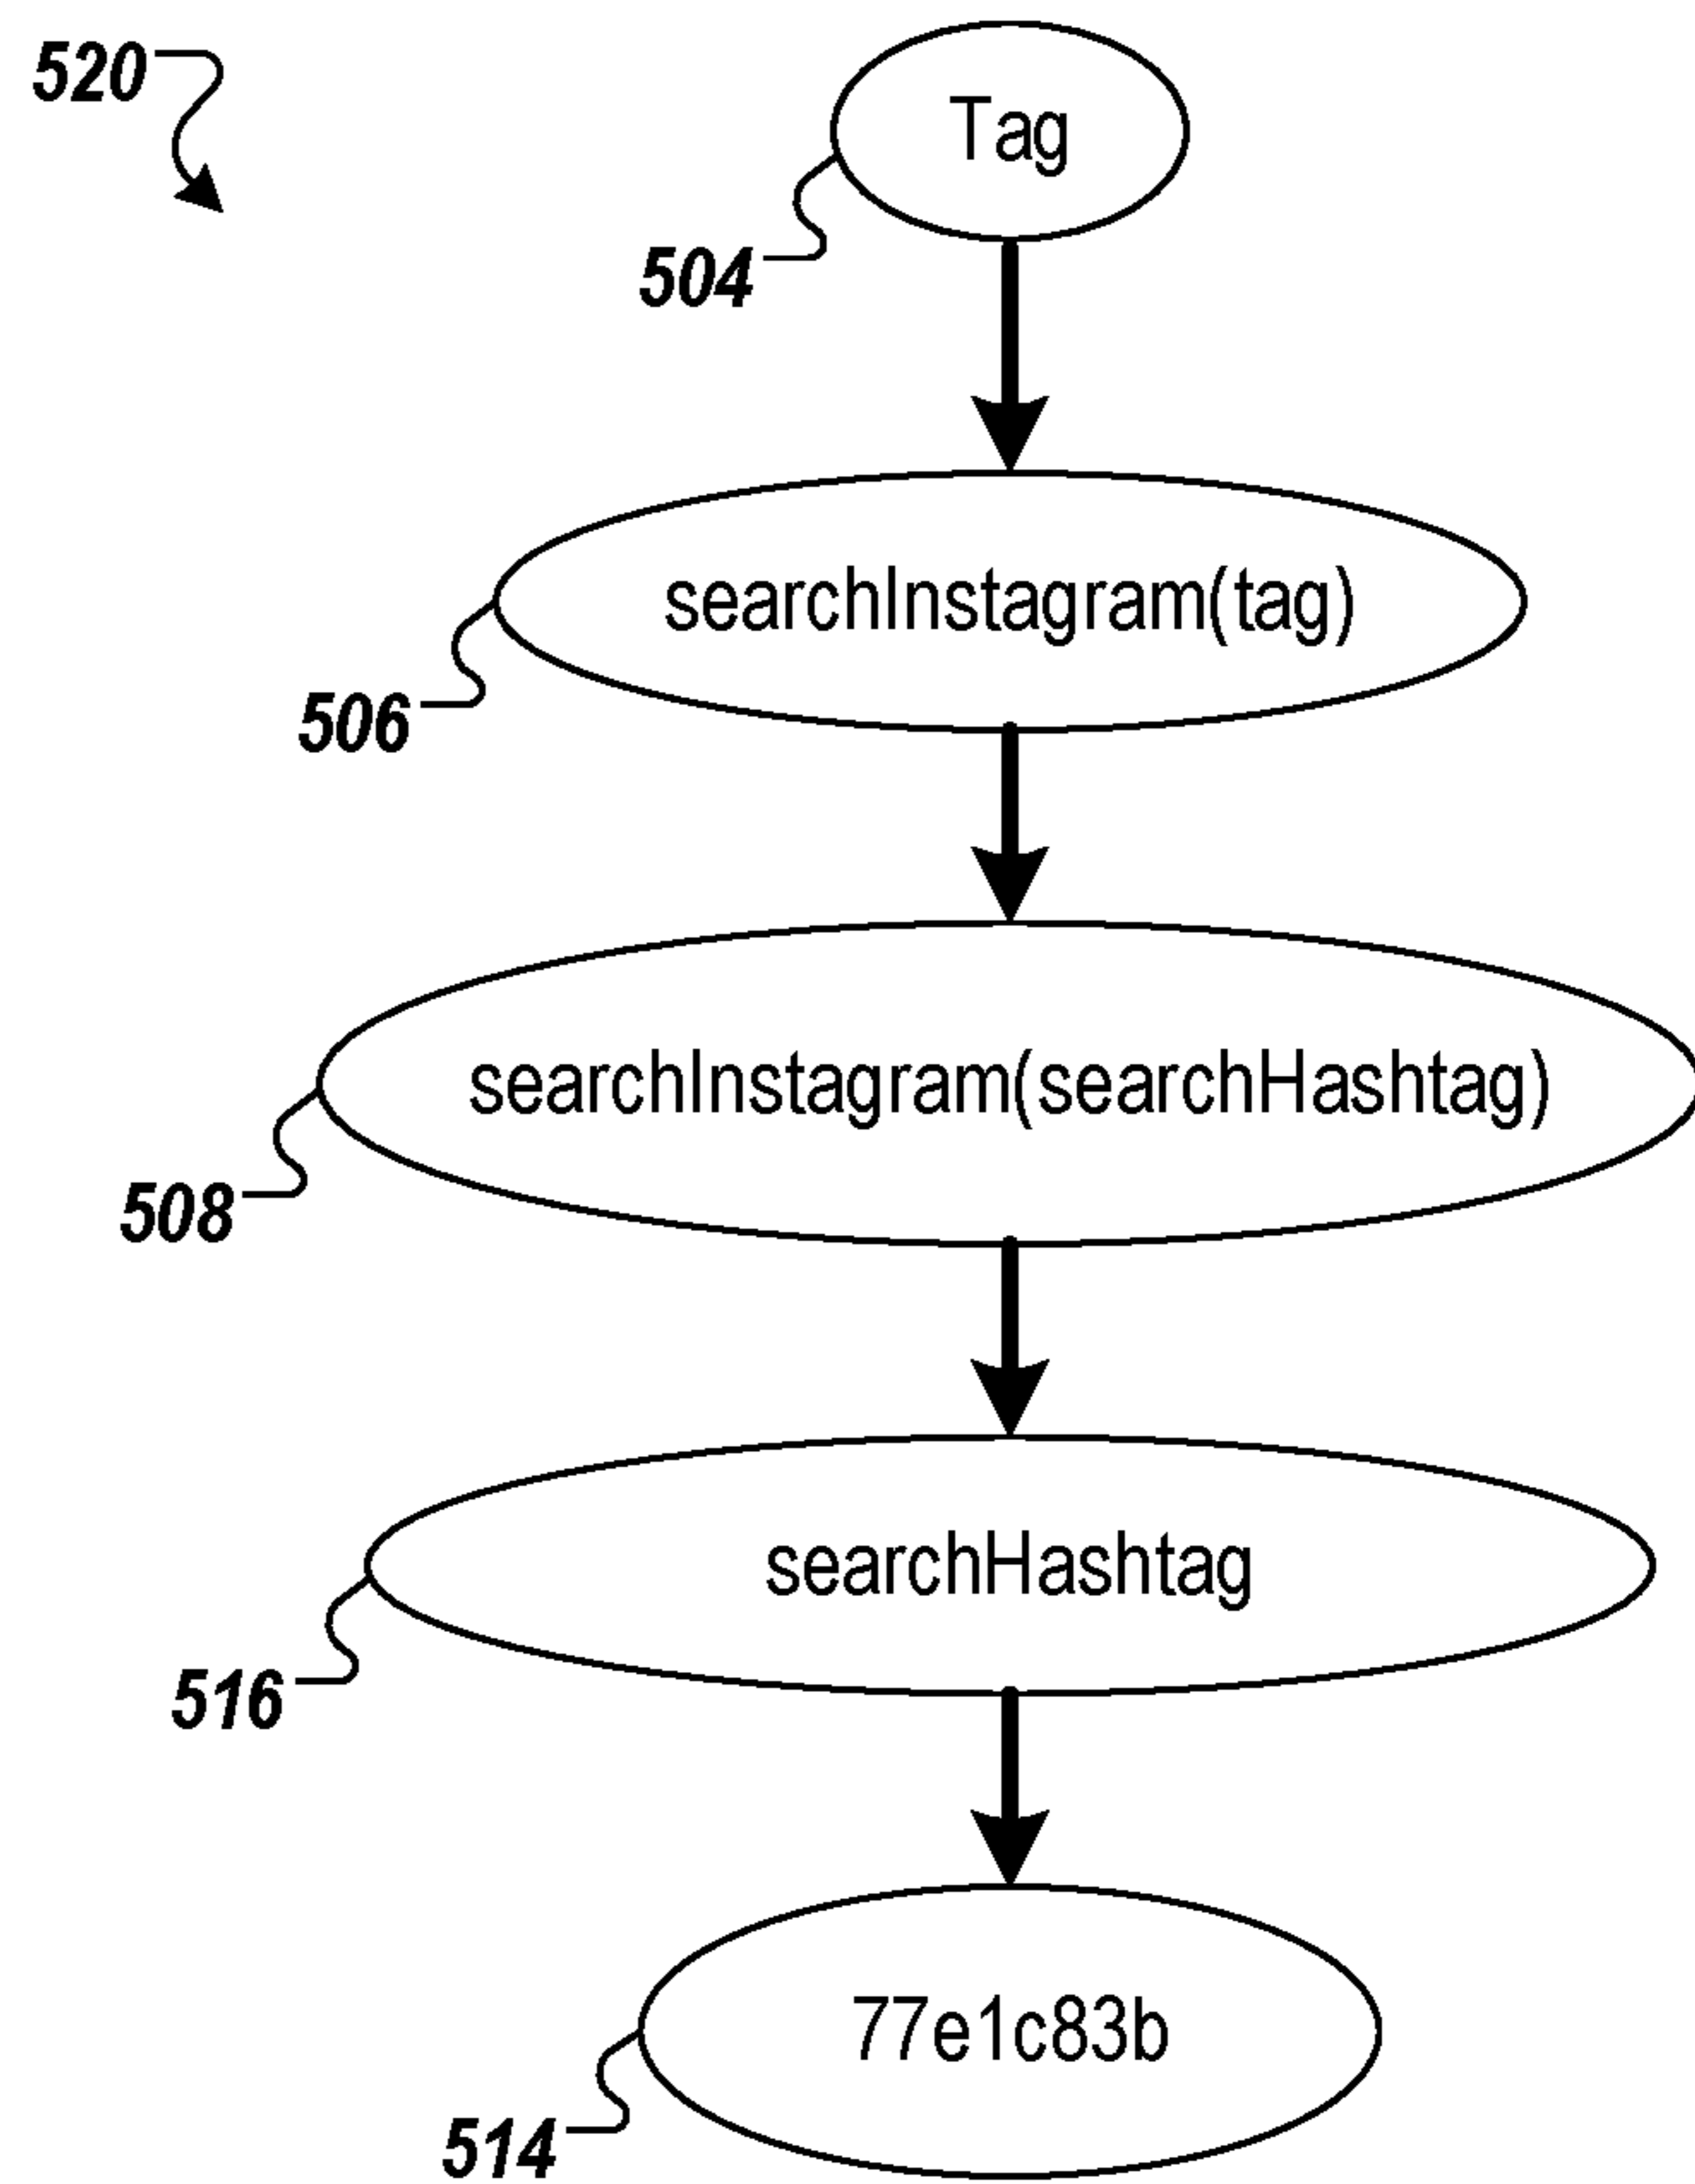 520
Tag
504
searchInstagram(tag)
506
searchInstagram(searchHashtag)
508
searchHashtag
516
77e1c83b
514